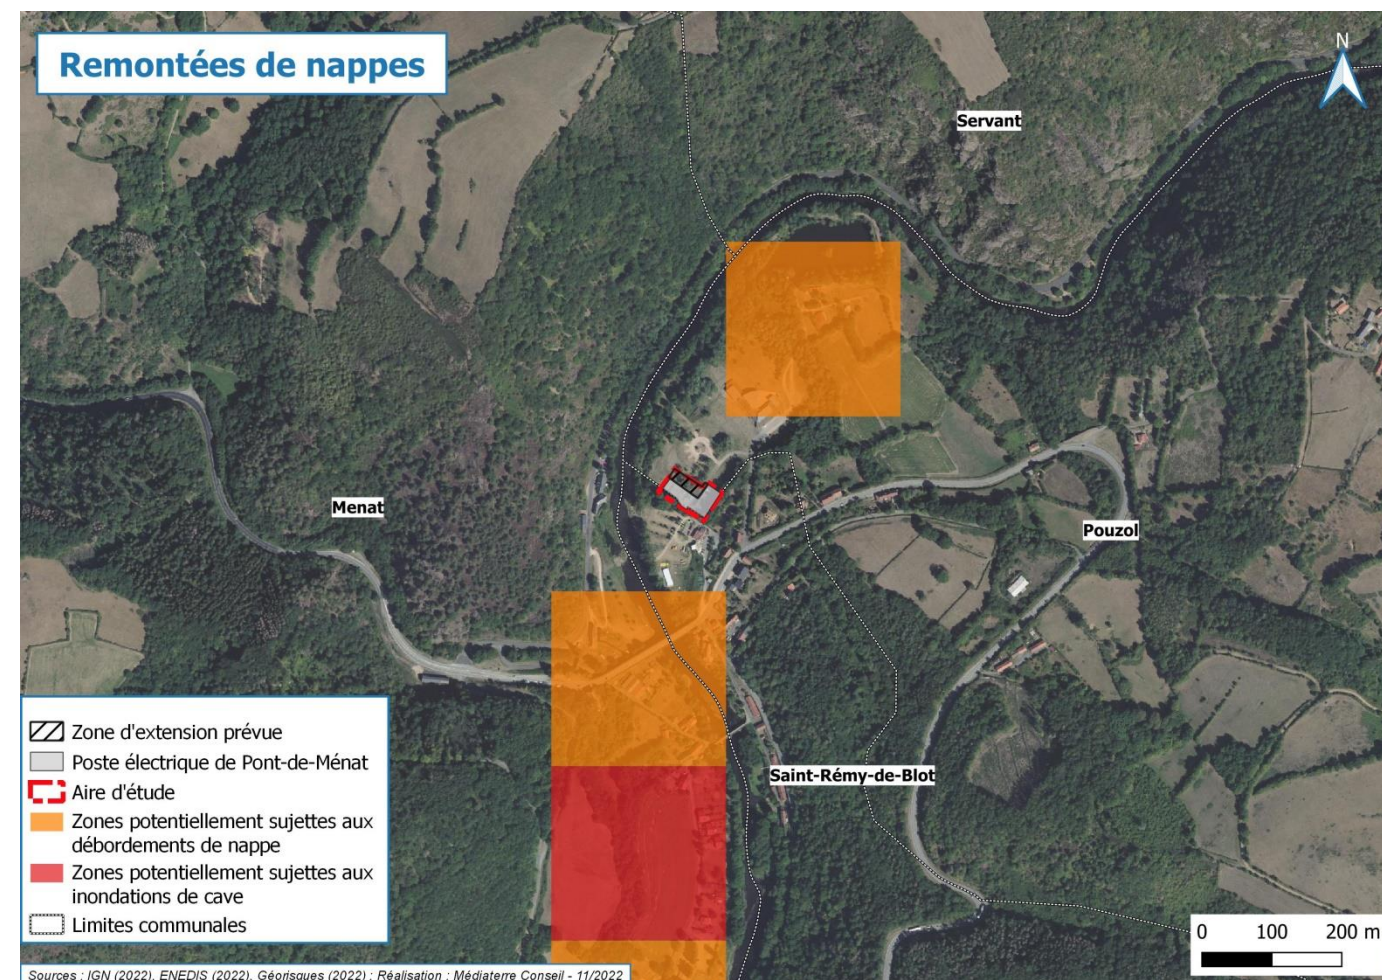 Remontées de nappes
N
Servant
Menat
Pouzol
Saint-Rémy-de-Blot
Zone d'extension prévue
Poste électrique de Pont-de-Ménat
Aire d'étude
Zones potentiellement sujettes aux
débordements de nappe
Zones potentiellement sujettes aux
inondations de cave
Limites communales
0 100 200 m
Sources : IGN (2022), ENEDIS (2022), Géorisques (2022) ; Réalisation : Médiaterre Conseil - 11/2022